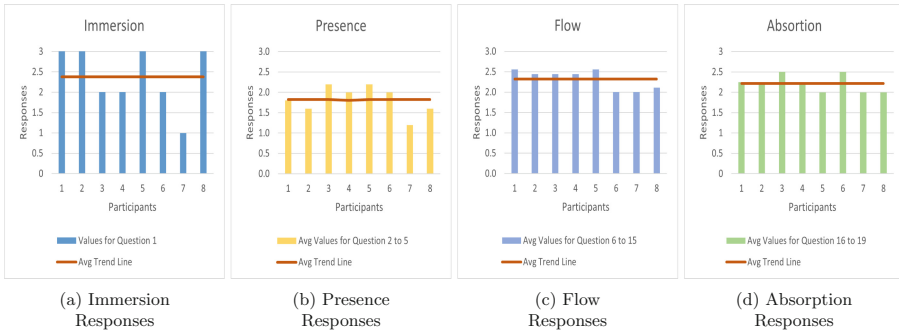 Immersion
Responses
3
2.5
2
1.5
1
0.5
0
1 2 3 4 5 6 7 8
Participants
Values for Question 1
Avg Trend Line
(a) Immersion
Responses
Presence
Responses
3.0
2.5
2.0
1.5
1.0
0.5
0.0
1 2 3 4 5 6 7 8
Participants
Avg Values for Question 2 to 5
Avg Trend Line
(b) Presence
Responses
Flow
Responses
3.0
2.5
2.0
1.5
1.0
0.5
0.0
1 2 3 4 5 6 7 8
Participants
Avg Values for Question 6 to 15
Avg Trend Line
(c) Flow
Responses
Absortion
Responses
3
2.5
2
1.5
1
0.5
0
1 2 3 4 5 6 7 8
Participants
Avg Values for Question 16 to 19
Avg Trend Line
(d) Absorption
Responses